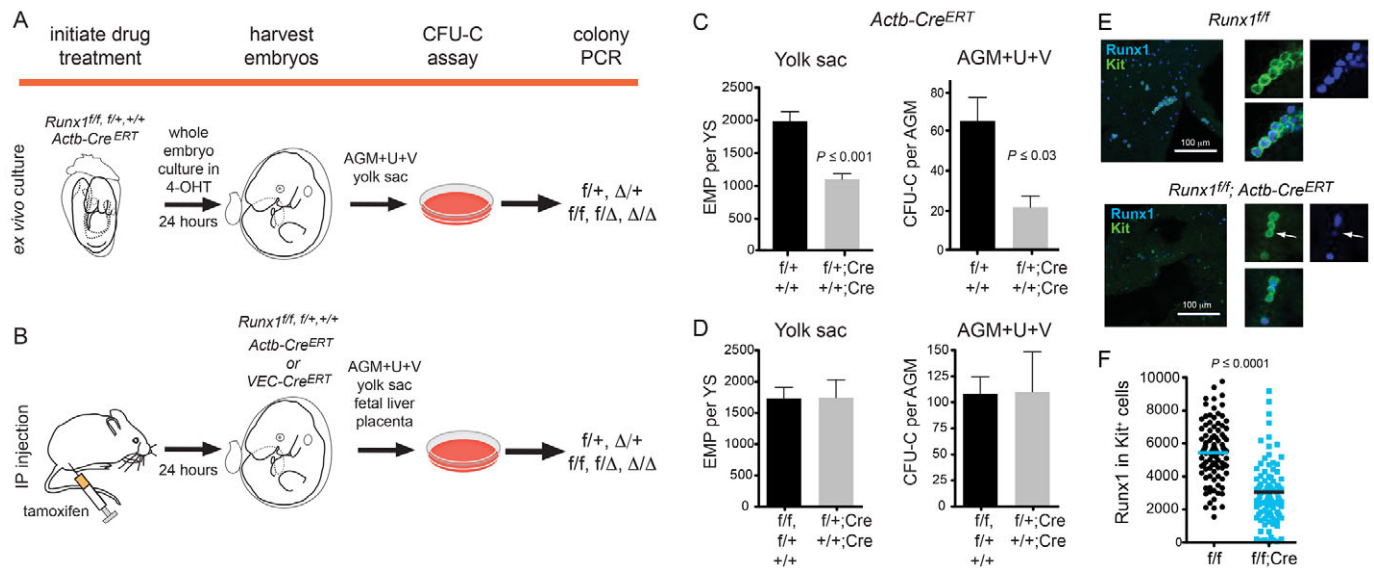 A
initiate drug
treatment
harvest
embryos
CFU-C
assay
colony
PCR
ex vivo culture
Runx1f/f, f/+,+/+
Actb-CreERT
whole
embryo
culture in
4-OHT
24 hours
AGM+U+V
yolk sac
f/+, Δ/+
f/f, f/Δ, Δ/Δ
B
IP injection
tamoxifen
24 hours
Runx1f/f, f/+,+/+
Actb-CreERT
or
VEC-CreERT
AGM+U+V
yolk sac
fetal liver
placenta
f/+, Δ/+
f/f, f/Δ, Δ/Δ
C
Actb-CreERT
Yolk sac
EMP per YS
2500
2000
1500
1000
500
0
P ≤ 0.001
f/+
+/+
f/+;Cre
+/+;Cre
AGM+U+V
CFU-C per AGM
80
60
40
20
0
P ≤ 0.03
f/+
+/+
f/+;Cre
+/+;Cre
D
Yolk sac
EMP per YS
2500
2000
1500
1000
500
0
f/f,
f/+
+/+
f/+;Cre
+/+;Cre
AGM+U+V
CFU-C per AGM
150
125
100
75
50
25
0
f/f,
f/+
+/+
f/+;Cre
+/+;Cre
E
Runx1f/f
Runx1
Kit
100 µm
Runx1f/f; Actb-CreERT
Runx1
Kit
100 µm
F
P ≤ 0.0001
Runx1 in Kit+ cells
10000
8000
6000
4000
2000
0
f/f
f/f;Cre